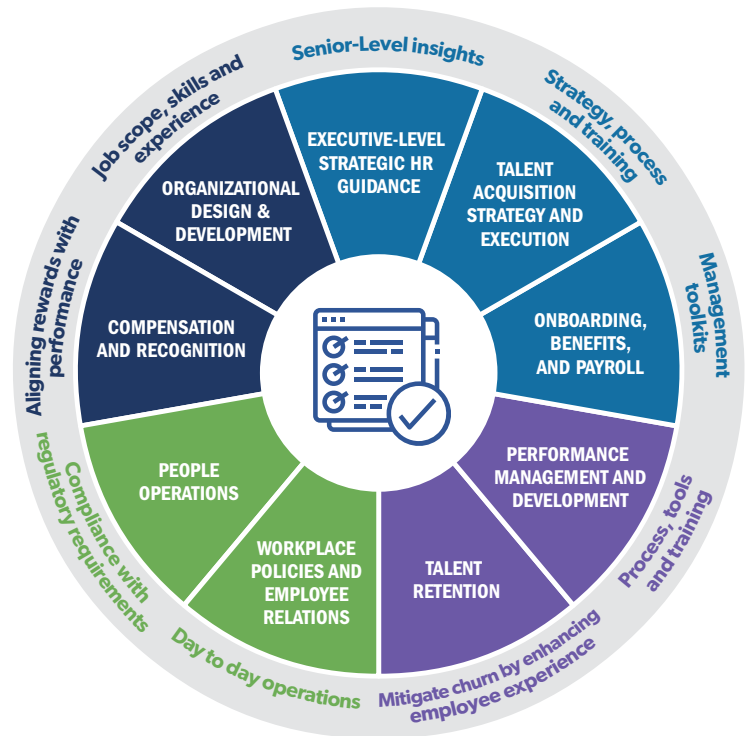 Senior-Level insights
EXECUTIVE-LEVEL
STRATEGIC HR
GUIDANCE
Strategy, process
and training
TALENT
ACQUISITION
STRATEGY AND
EXECUTION
Management
toolkits
ONBOARDING,
BENEFITS,
AND PAYROLL
Process, tools
and training
PERFORMANCE
MANAGEMENT AND
DEVELOPMENT
Mitigate churn by enhancing
employee experience
TALENT
RETENTION
Day to day operations
WORKPLACE
POLICIES AND
EMPLOYEE
RELATIONS
Compliance with
regulatory requirements
PEOPLE
OPERATIONS
Aligning rewards with
performance
COMPENSATION
AND RECOGNITION
Job scope, skills and
experience
ORGANIZATIONAL
DESIGN &
DEVELOPMENT